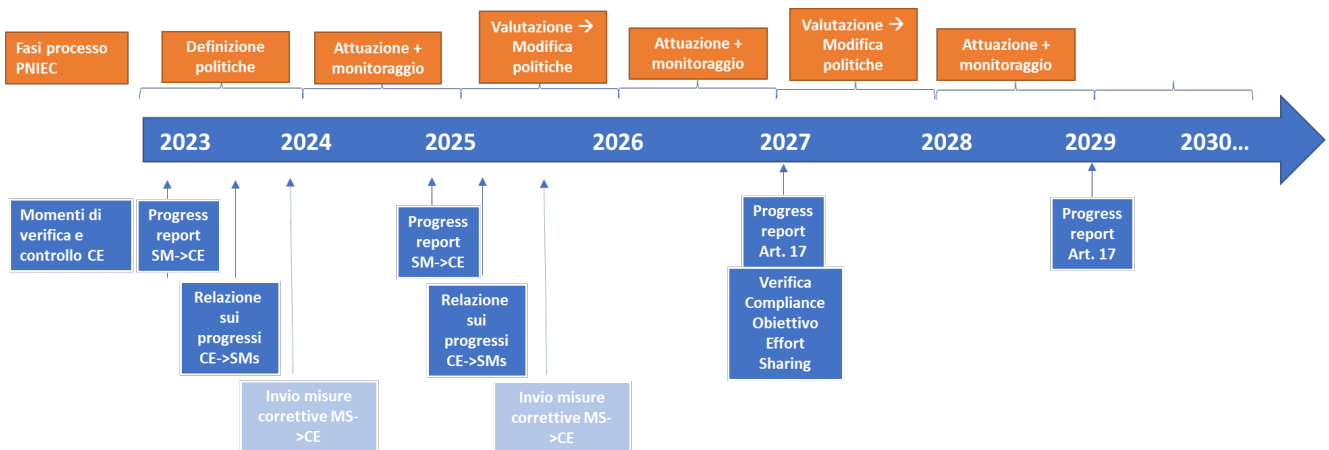 Fasi processo
PNIEC
Definizione
politiche
Attuazione +
monitoraggio
Valutazione →
Modifica
politiche
Attuazione +
monitoraggio
Valutazione →
Modifica
politiche
Attuazione +
monitoraggio
2023
2024
2025
2026
2027
2028
2029
2030...
Momenti di
verifica e
controllo CE
Progress
report
SM->CE
Relazione
sui
progressi
CE->SMs
Invio misure
correttive MS-
>CE
Progress
report
SM->CE
Relazione
sui
progressi
CE->SMs
Invio misure
correttive MS-
>CE
Progress
report
Art. 17
Verifica
Compliance
Obiettivo
Effort
Sharing
Progress
report
Art. 17